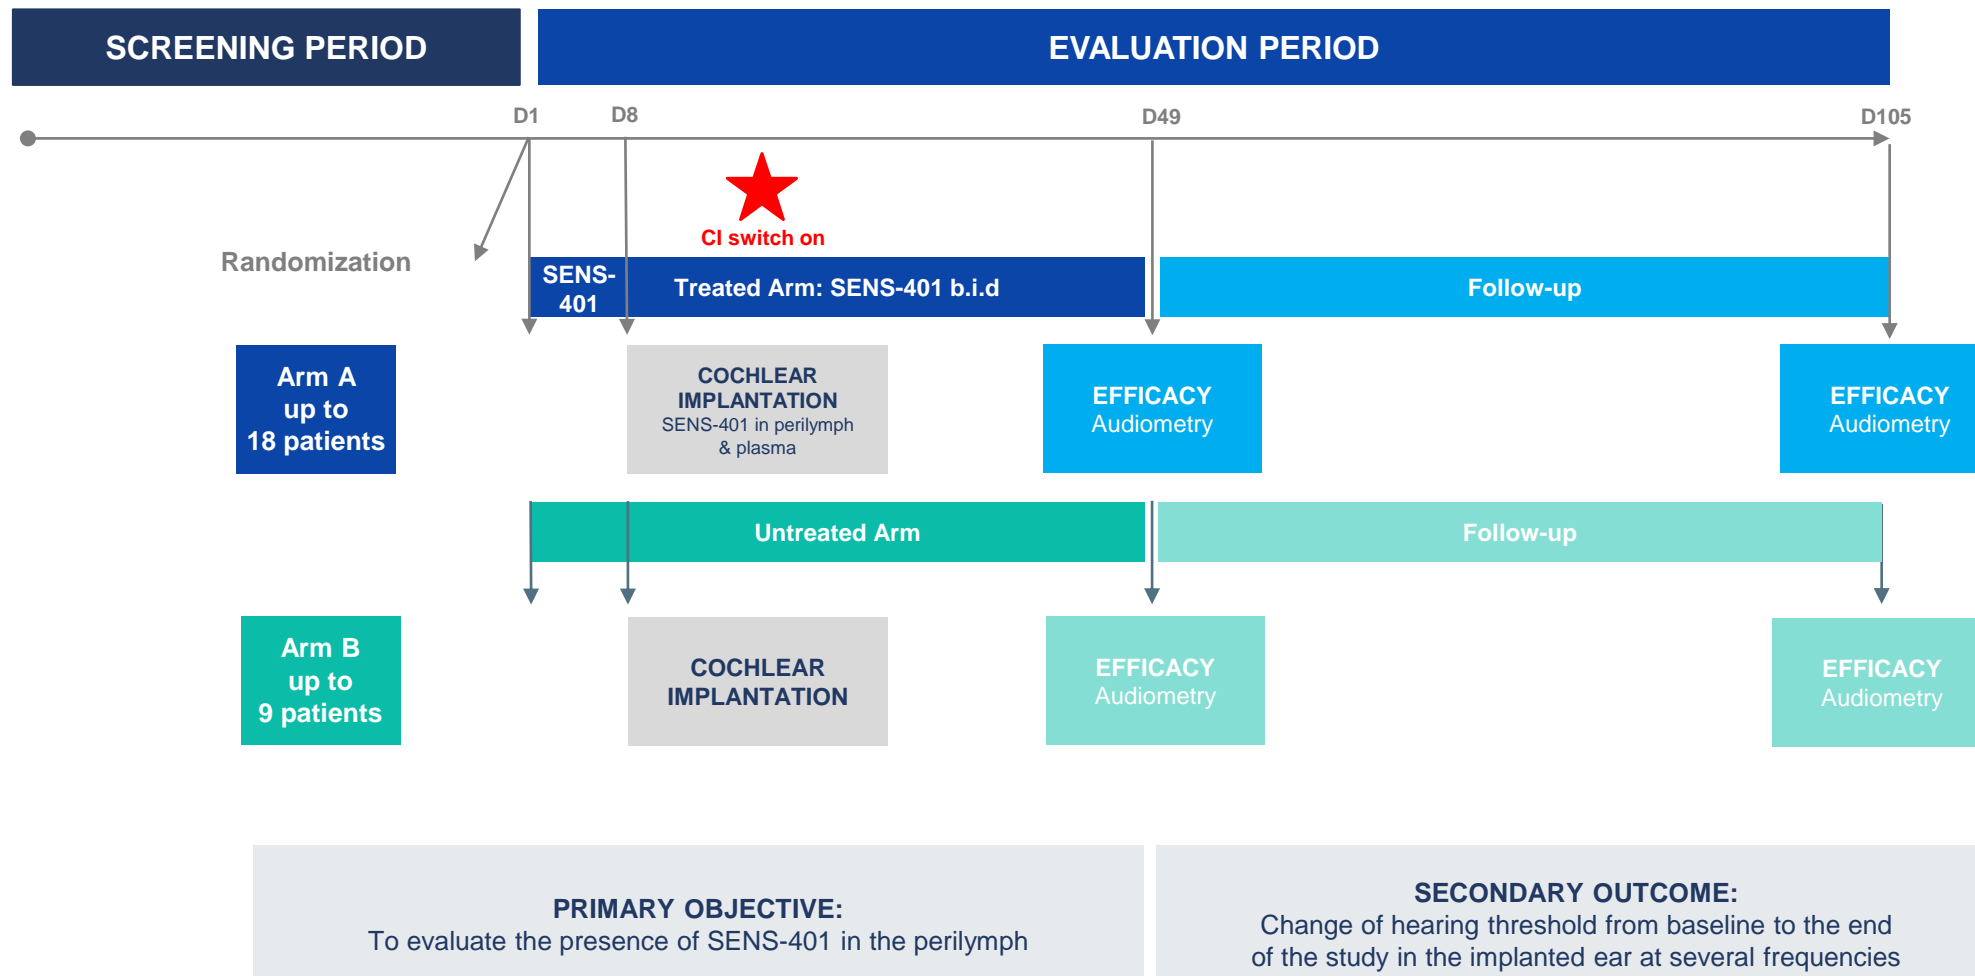 SCREENING PERIOD
EVALUATION PERIOD
D1
D8
D49
D105
CI switch on
Randomization
SENS-
401
Treated Arm: SENS-401 b.i.d
Follow-up
Arm A
up to
18 patients
COCHLEAR
IMPLANTATION
SENS-401 in perilymph
& plasma
EFFICACY
Audiometry
EFFICACY
Audiometry
Untreated Arm
Follow-up
Arm B
up to
9 patients
COCHLEAR
IMPLANTATION
EFFICACY
Audiometry
EFFICACY
Audiometry
PRIMARY OBJECTIVE:
To evaluate the presence of SENS-401 in the perilymph
SECONDARY OUTCOME:
Change of hearing threshold from baseline to the end
of the study in the implanted ear at several frequencies